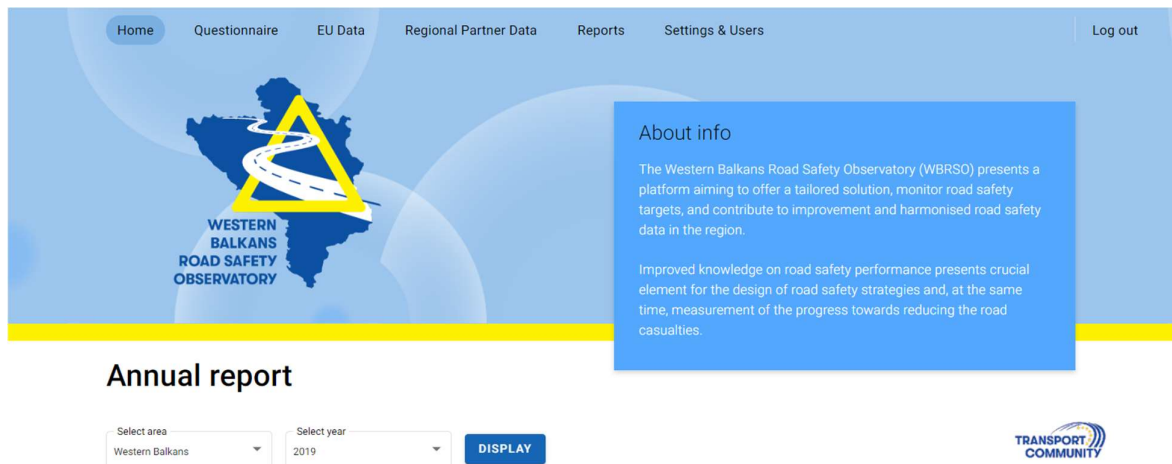 Home Questionnaire EU Data Regional Partner Data Reports Settings & Users Log out
WESTERN
BALKANS
ROAD SAFETY
OBSERVATORY
About info
The Western Balkans Road Safety Observatory (WBRSO) presents a
platform aiming to offer a tailored solution, monitor road safety
targets, and contribute to improvement and harmonised road safety
data in the region.
Improved knowledge on road safety performance presents crucial
element for the design of road safety strategies and, at the same
time, measurement of the progress towards reducing the road
casualties.
Annual report
Select area
Western Balkans
Select year
2019
DISPLAY
TRANSPORT
COMMUNITY